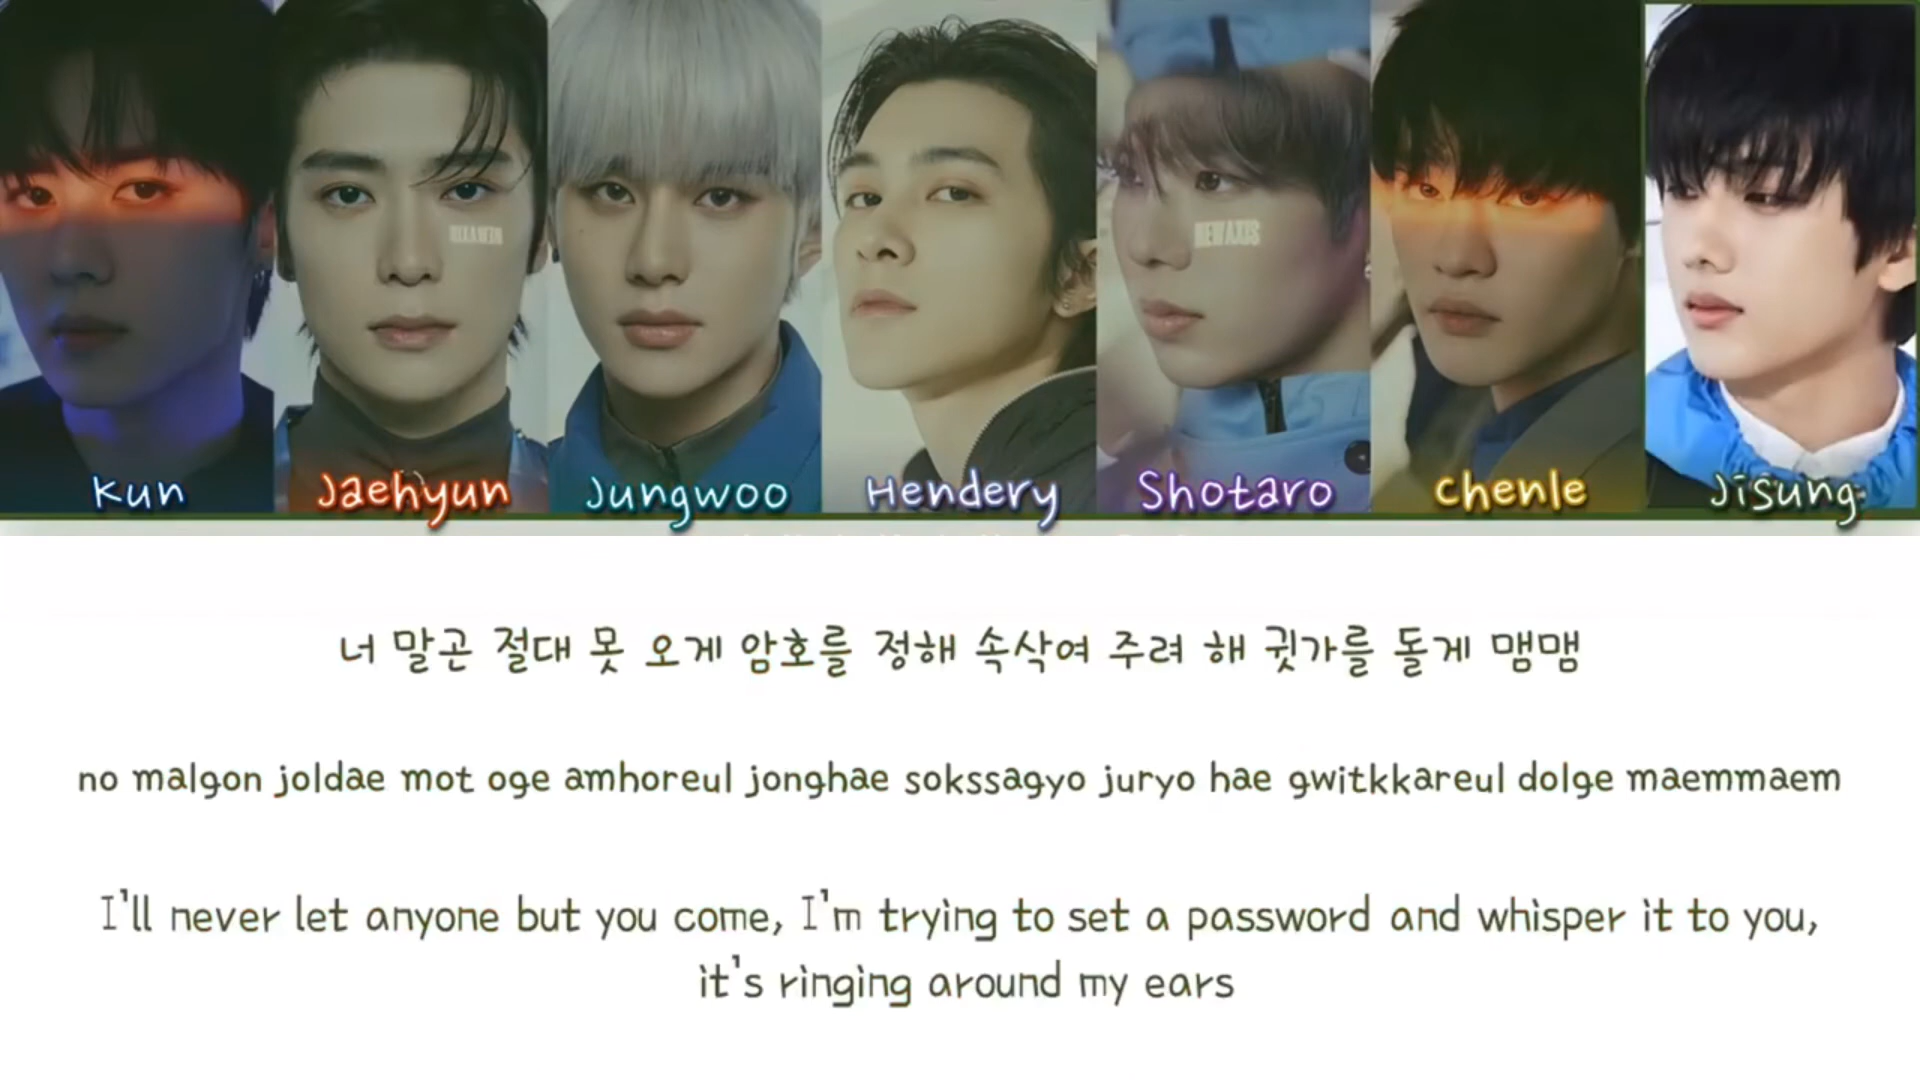 NEW AXIS
Kun
Jaehyun
Jungwoo
Hendery
Shotaro
Chenle
Jisung
너 말곤 절대 못 오게 암호를 정해 속삭여 주려 해 귓가를 돌게 맴맴
no malgon joldae mot oge amhoreul jonghae sokssagyo juryo hae gwitkkareul dolge maemmaem
I'll never let anyone but you come, I'm trying to set a password and whisper it to you,
it's ringing around my ears